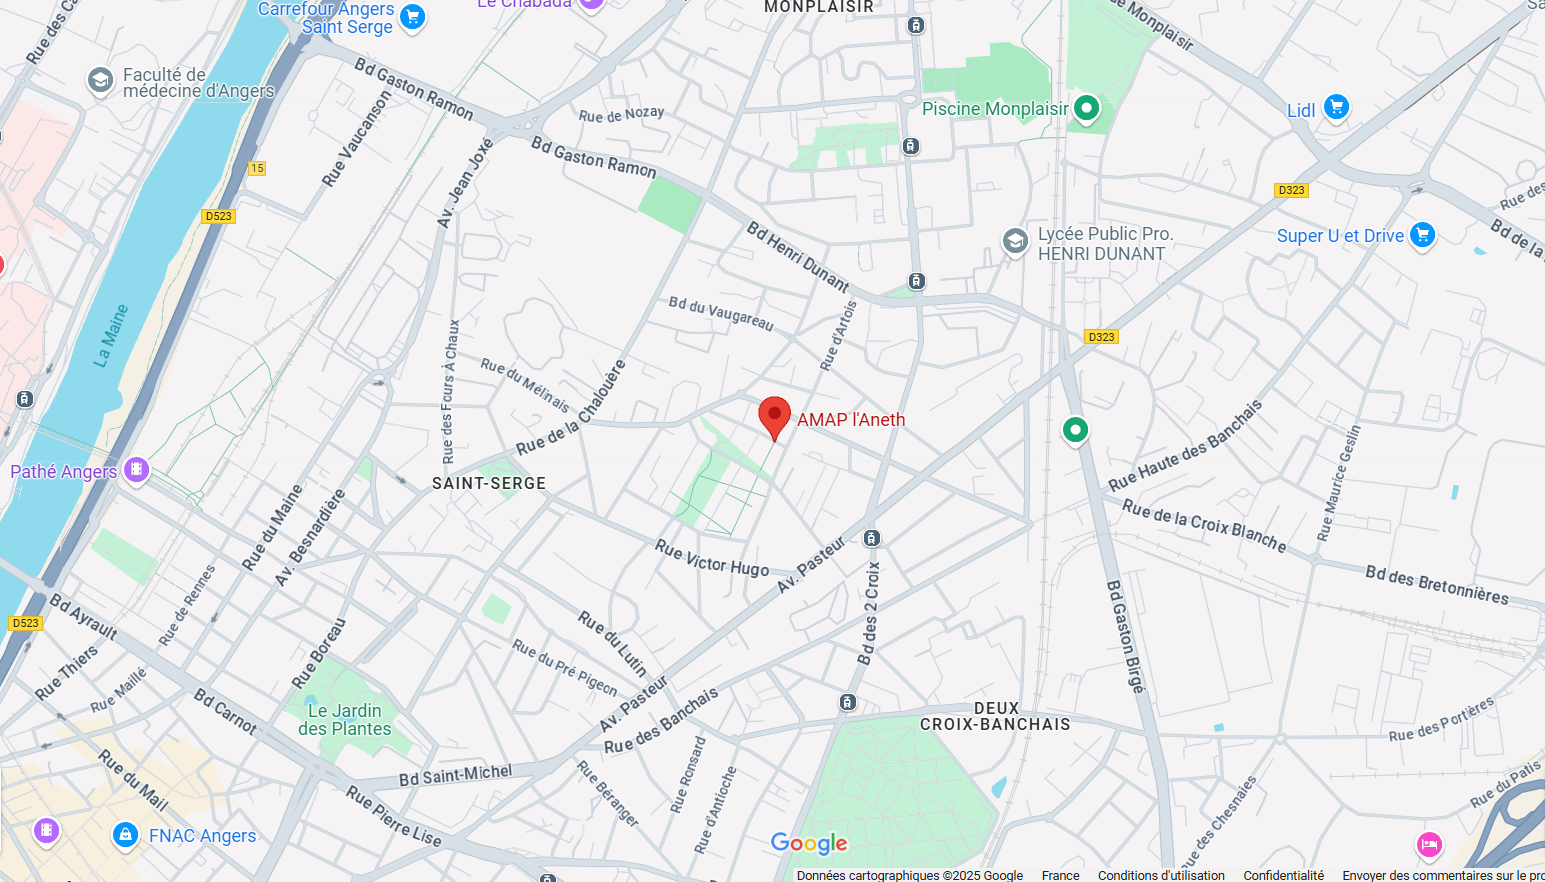 Le Chabada
MONPLAISIR
Carrefour Angers
Saint Serge
Rue des Ca
de Monplaisir
Sa
Faculté de
médecine d'Angers
Bd Gaston Ramon
Rue de Nozay
Piscine Monplaisir
Lidl
Rue Vaucanson
Bd Gaston Ramon
Av. Jean Joxé
15
D523
D323
Rue des
Bd de la
Super U et Drive
Lycée Public Pro.
HENRI DUNANT
Bd Henri Dunant
Bd du Vaugareau
Rue d'Artois
La Maine
D323
Rue des Fours À Chaux
Rue du Mélnais
Rue de la Chalouère
AMAP l'Aneth
Rue Haute des Banchais
Rue Maurice Geslin
Pathé Angers
SAINT-SERGE
Rue du Maine
Av. Besnardière
Rue de la Croix Blanche
Rue Victor Hugo
Av. Pasteur
Bd des 2 Croix
Bd des Bretonnières
Rue de Rennes
Bd Ayrault
D523
Bd Gaston Birgé
Rue du Lutin
Rue du Pré Pigeon
Rue Boreau
Rue Thiers
Rue Maillé
Bd Carnot
Le Jardin
des Plantes
Av. Pasteur
Rue des Banchais
DEUX
CROIX-BANCHAIS
Rue des Portières
Rue du Mail
Bd Saint-Michel
Rue Béranger
Rue Ronsard
Rue d'Antioche
Rue du Patis
Rue Pierre Lise
FNAC Angers
Rue des Chesnaies
Google
Données cartographiques ©2025 Google
France
Conditions d'utilisation
Confidentialité
Envoyer des commentaires sur le pro